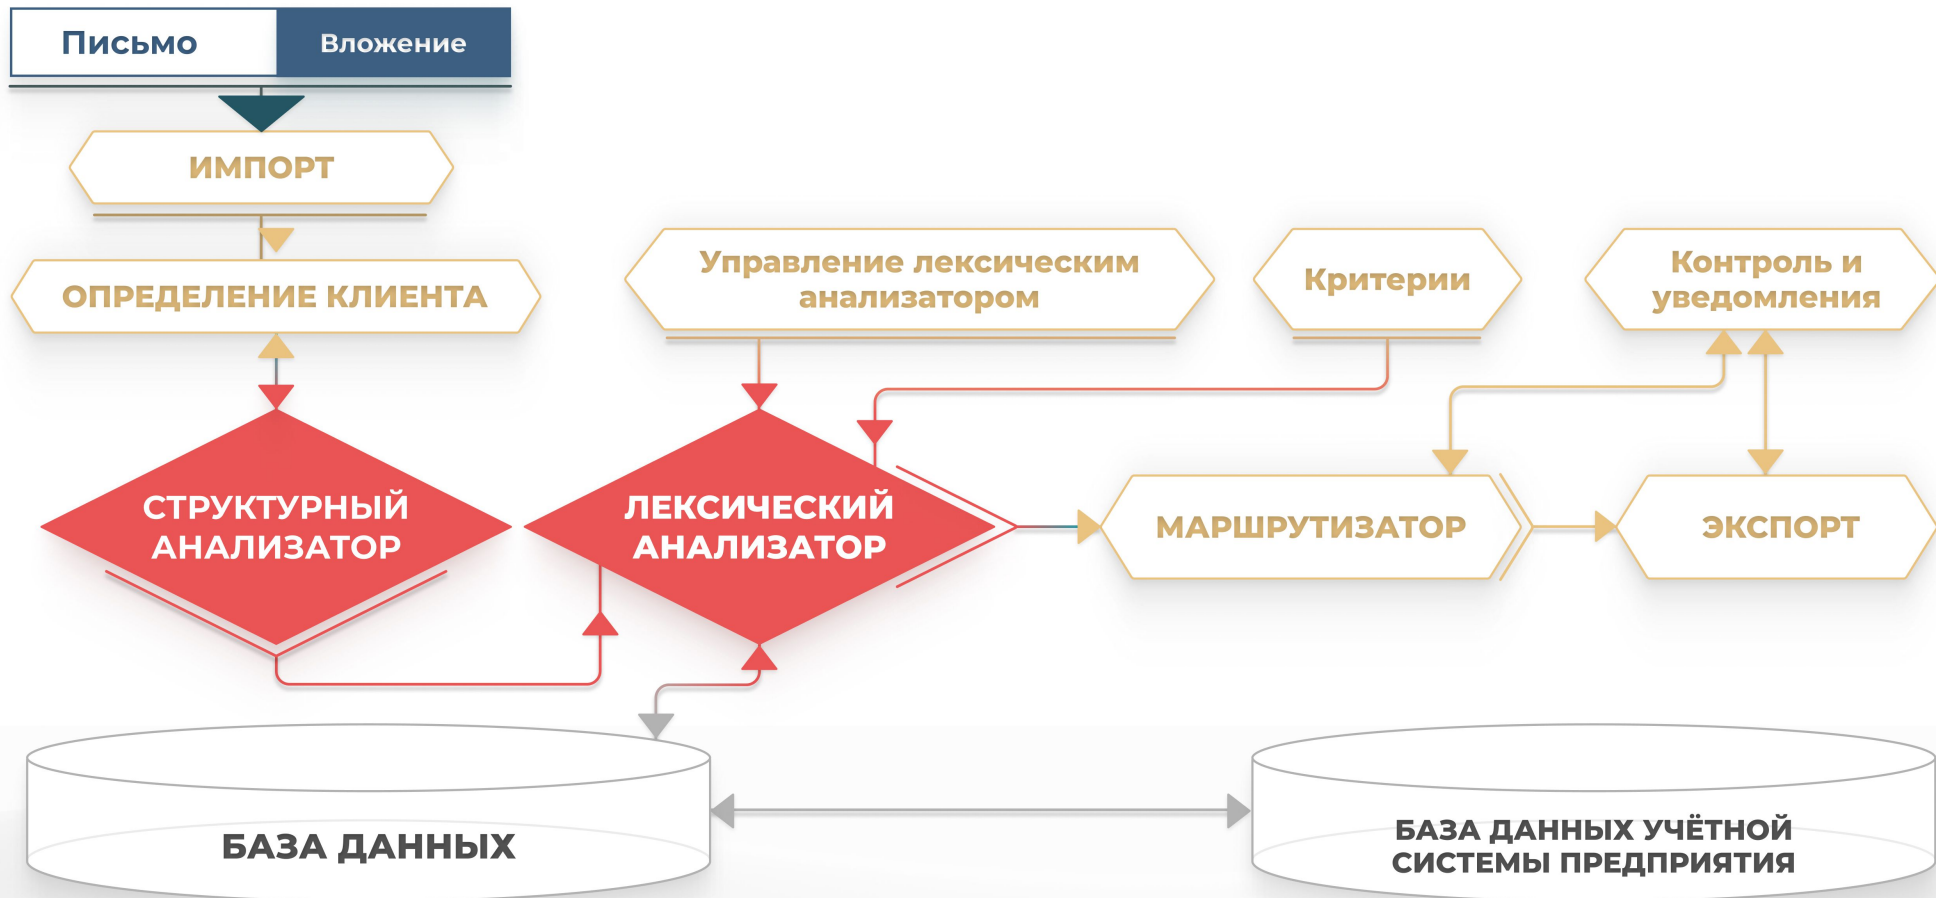 Письмо
Вложение
ИМПОРТ
ОПРЕДЕЛЕНИЕ КЛИЕНТА
Управление лексическим
анализатором
Критерии
Контроль и
уведомления
СТРУКТУРНЫЙ
АНАЛИЗАТОР
ЛЕКСИЧЕСКИЙ
АНАЛИЗАТОР
МАРШРУТИЗАТОР
ЭКСПОРТ
БАЗА ДАННЫХ
БАЗА ДАННЫХ УЧЁТНОЙ
СИСТЕМЫ ПРЕДПРИЯТИЯ